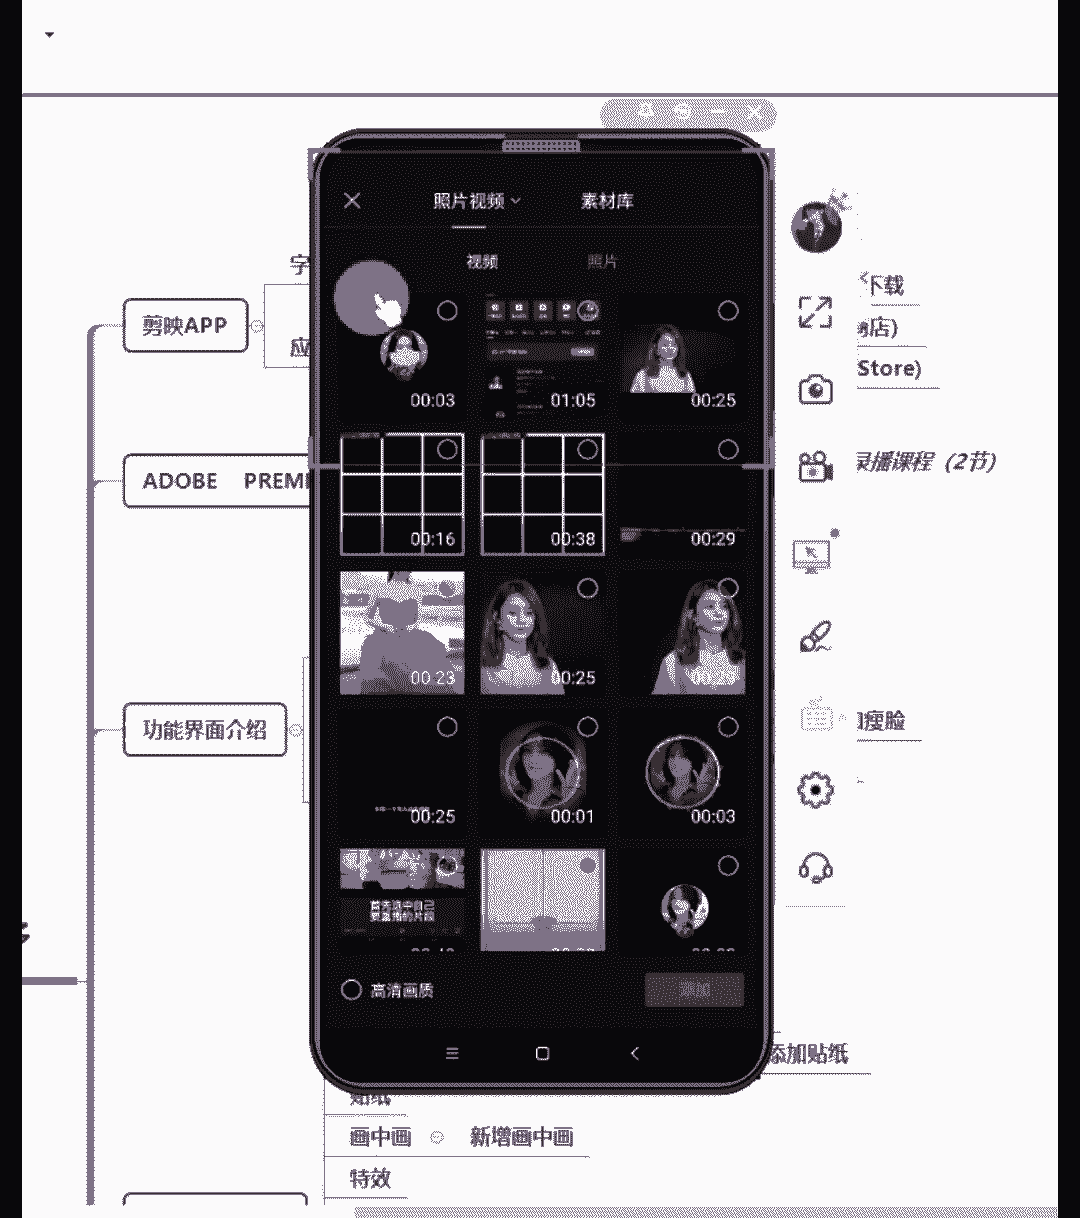 照片视频
素材库
视频
照片
字
下载
剪映APP
店)
应
Store)
00:03
01:05
00:25
录播课程（2节）
ADOBE PREMI
00:16
00:38
00:29
00:23
00:25
瘦脸
功能界面介绍
00:25
00:01
00:03
首先选中自己
高清画质
添加
添加贴纸
贴纸
画中画
新增画中画
特效